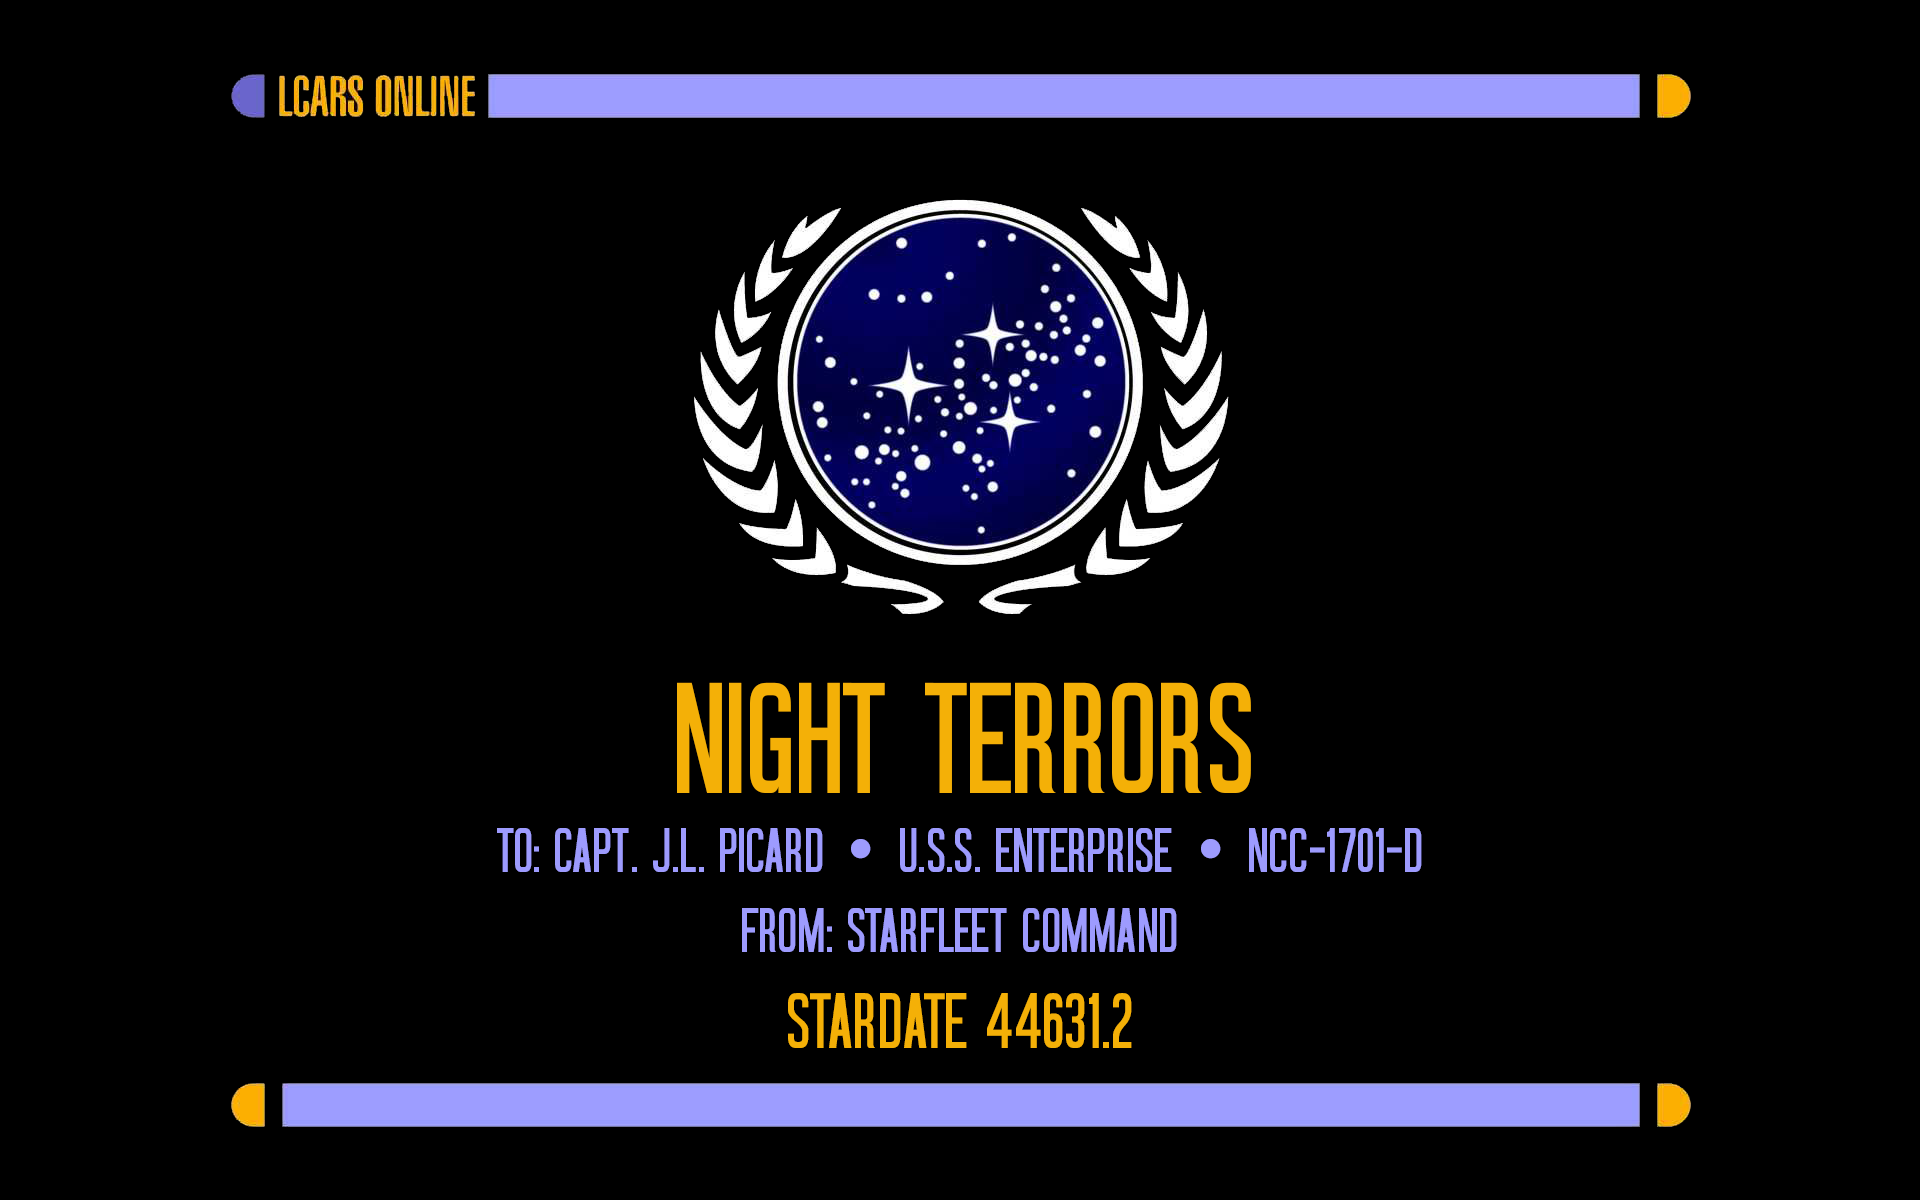 LCARS ONLINE
NIGHT TERRORS
TO: CAPT. J.L. PICARD • U.S.S. ENTERPRISE • NCC-1701-D
FROM: STARFLEET COMMAND
STARDATE 44631.2